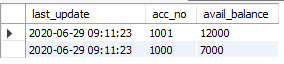 last_update acc_no avail_balance
2020-06-29 09:11:23 1001 12000
2020-06-29 09:11:23 1000 7000